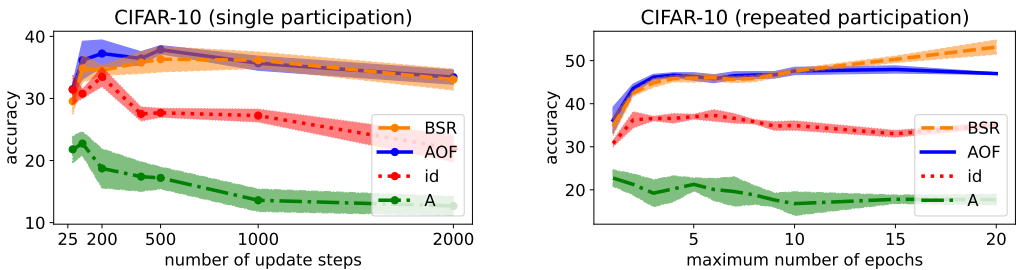 CIFAR-10 (single participation)
accuracy
40
30
20
10
25 200 500 1000 2000
number of update steps
BSR
AOF
id
A
CIFAR-10 (repeated participation)
accuracy
50
40
30
20
5 10 15 20
maximum number of epochs
BSR
AOF
id
A